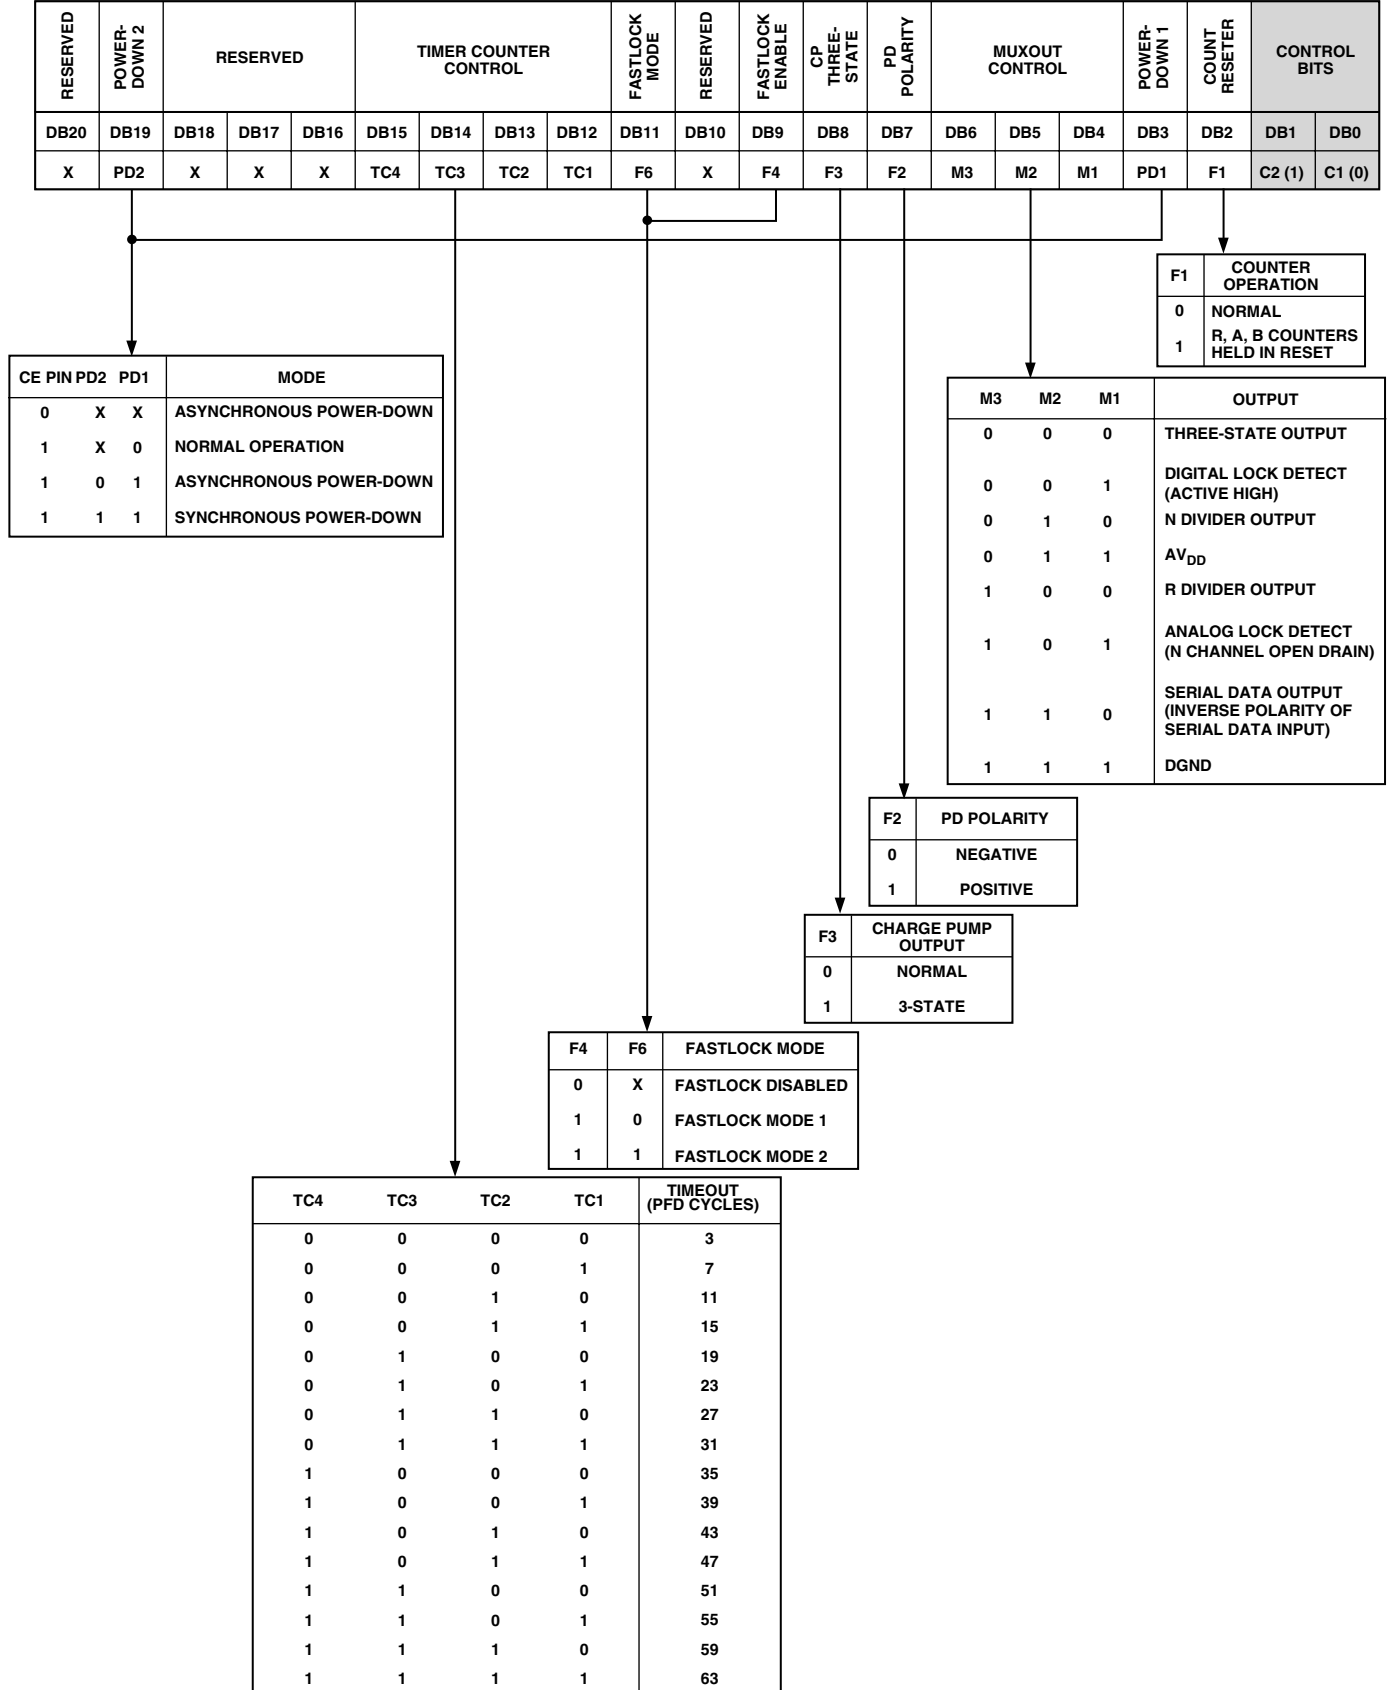 RESERVED
POWER-
DOWN 2
RESERVED
TIMER COUNTER
CONTROL
FASTLOCK
MODE
RESERVED
FASTLOCK
ENABLE
CP
THREE-
STATE
PD
POLARITY
MUXOUT
CONTROL
POWER-
DOWN 1
COUNT
RESETER
CONTROL
BITS
DB20 DB19 DB18 DB17 DB16 DB15 DB14 DB13 DB12 DB11 DB10 DB9 DB8 DB7 DB6 DB5 DB4 DB3 DB2 DB1 DB0
X PD2 X X X TC4 TC3 TC2 TC1 F6 X F4 F3 F2 M3 M2 M1 PD1 F1 C2 (1) C1 (0)
F1 COUNTER
OPERATION
0 NORMAL
1 R, A, B COUNTERS
HELD IN RESET
CE PIN PD2 PD1 MODE
0 X X ASYNCHRONOUS POWER-DOWN
1 X 0 NORMAL OPERATION
1 0 1 ASYNCHRONOUS POWER-DOWN
1 1 1 SYNCHRONOUS POWER-DOWN
M3 M2 M1 OUTPUT
0 0 0 THREE-STATE OUTPUT
0 0 1 DIGITAL LOCK DETECT
(ACTIVE HIGH)
0 1 0 N DIVIDER OUTPUT
0 1 1 AVDD
1 0 0 R DIVIDER OUTPUT
1 0 1 ANALOG LOCK DETECT
(N CHANNEL OPEN DRAIN)
1 1 0 SERIAL DATA OUTPUT
(INVERSE POLARITY OF
SERIAL DATA INPUT)
1 1 1 DGND
F2 PD POLARITY
0 NEGATIVE
1 POSITIVE
F3 CHARGE PUMP
OUTPUT
0 NORMAL
1 3-STATE
F4 F6 FASTLOCK MODE
0 X FASTLOCK DISABLED
1 0 FASTLOCK MODE 1
1 1 FASTLOCK MODE 2
TC4 TC3 TC2 TC1 TIMEOUT
(PFD CYCLES)
0 0 0 0 3
0 0 0 1 7
0 0 1 0 11
0 0 1 1 15
0 1 0 0 19
0 1 0 1 23
0 1 1 0 27
0 1 1 1 31
1 0 0 0 35
1 0 0 1 39
1 0 1 0 43
1 0 1 1 47
1 1 0 0 51
1 1 0 1 55
1 1 1 0 59
1 1 1 1 63